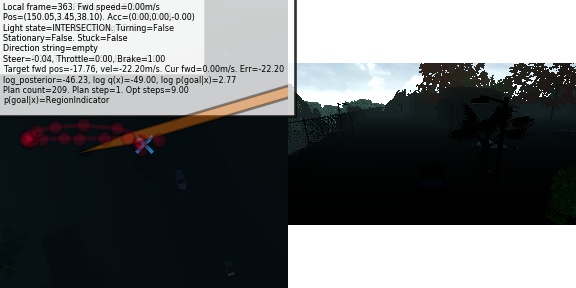 Local frame=363. Fwd speed=0.00m/s
Pos=(150.05,3.45,38.10). Acc=(0.00,0.00,-0.00)
Light state=INTERSECTION. Turning=False
Stationary=False. Stuck=False
Direction string=empty
Steer=-0.04, Throttle=0.00, Brake=1.00
Target fwd pos=-17.76, vel=-22.20m/s. Cur fwd=0.00m/s. Err=-22.20
log_posterior=-46.23, log q(x)=-49.00, log p(goal|x)=2.77
Plan count=209. Plan step=1. Opt steps=9.00
p(goal|x)=RegionIndicator